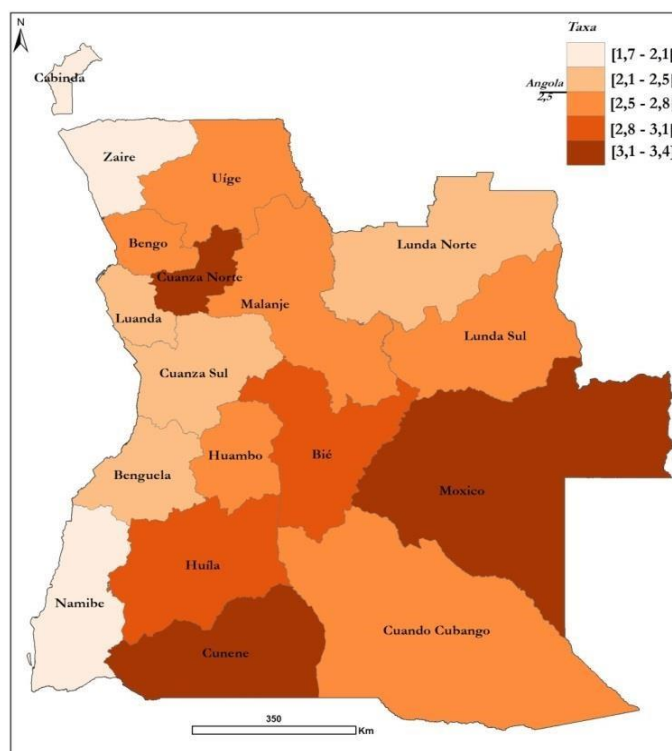 N
Taxa
[1,7 - 2,1[
[2,1 - 2,5[
[2,5 - 2,8[
[2,8 - 3,1[
[3,1 - 3,4]
Angola
2,5
Cabinda
Zaire
Uíge
Bengo
Cuanza Norte
Lunda Norte
Luanda
Malanje
Lunda Sul
Cuanza Sul
Benguela
Huambo
Bié
Moxico
Huíla
Namibe
Cuando Cubango
Cunene
350
Km